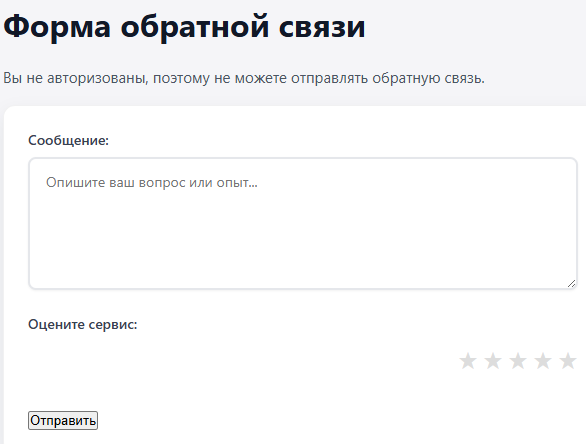 Форма обратной связи
Вы не авторизованы, поэтому не можете отправлять обратную связь.
Сообщение:
Опишите ваш вопрос или опыт...
Оцените сервис:
Отправить